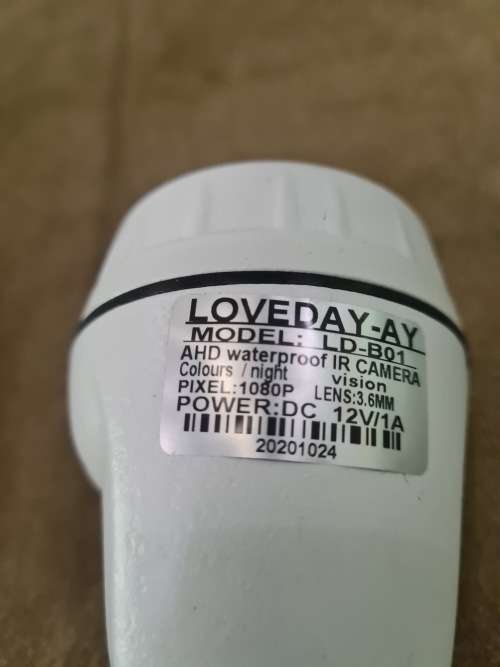 LOVEDAY-AY
MODEL: LD-B01
AHD waterproof IR CAMERA
Colours / night vision
PIXEL:1080P LENS:3.6MM
POWER:DC 12V/1A
20201024